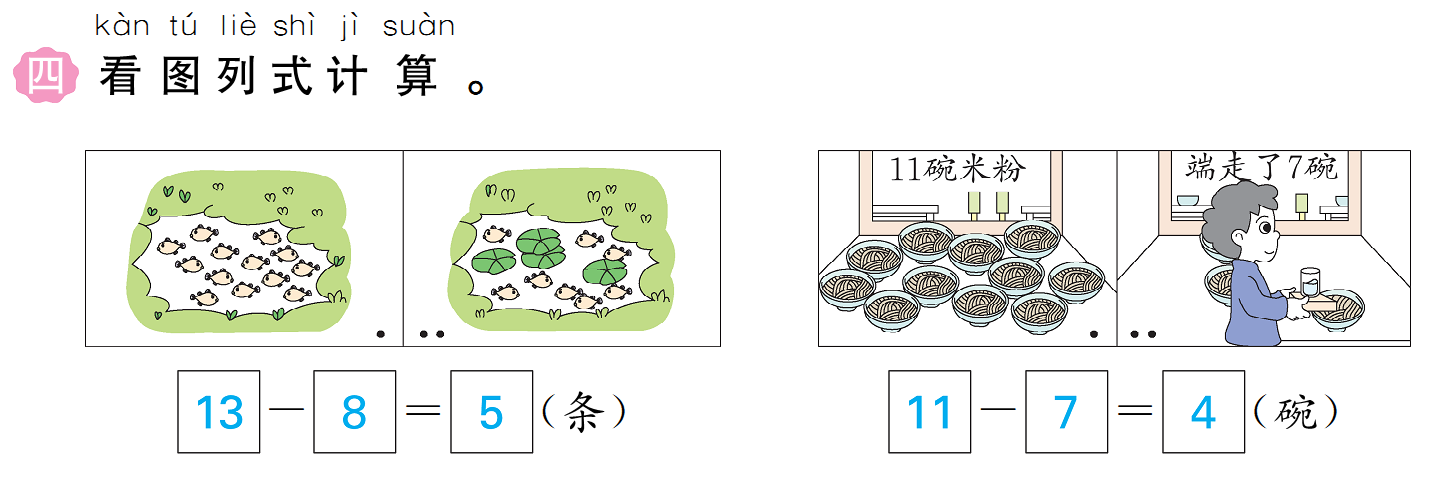 kàn tú liè shì jì suàn
四 看图列式计算。
11碗米粉 端走了7碗
13 － 8 ＝ 5 （条） 11 － 7 ＝ 4 （碗）